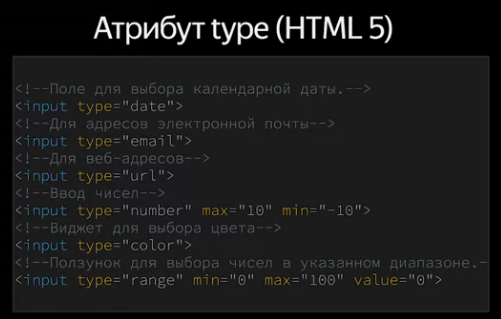 Атрибут type (HTML 5)
<!--Поле для выбора календарной даты.-->
<input type="date">
<!--Для адресов электронной почты-->
<input type="email">
<!--Для веб-адресов-->
<input type="url">
<!--Ввод чисел-->
<input type="number" max="10" min="-10">
<!--Виджет для выбора цвета-->
<input type="color">
<!--Ползунок для выбора чисел в указанном диапазоне.-
<input type="range" min="0" max="100" value="0">